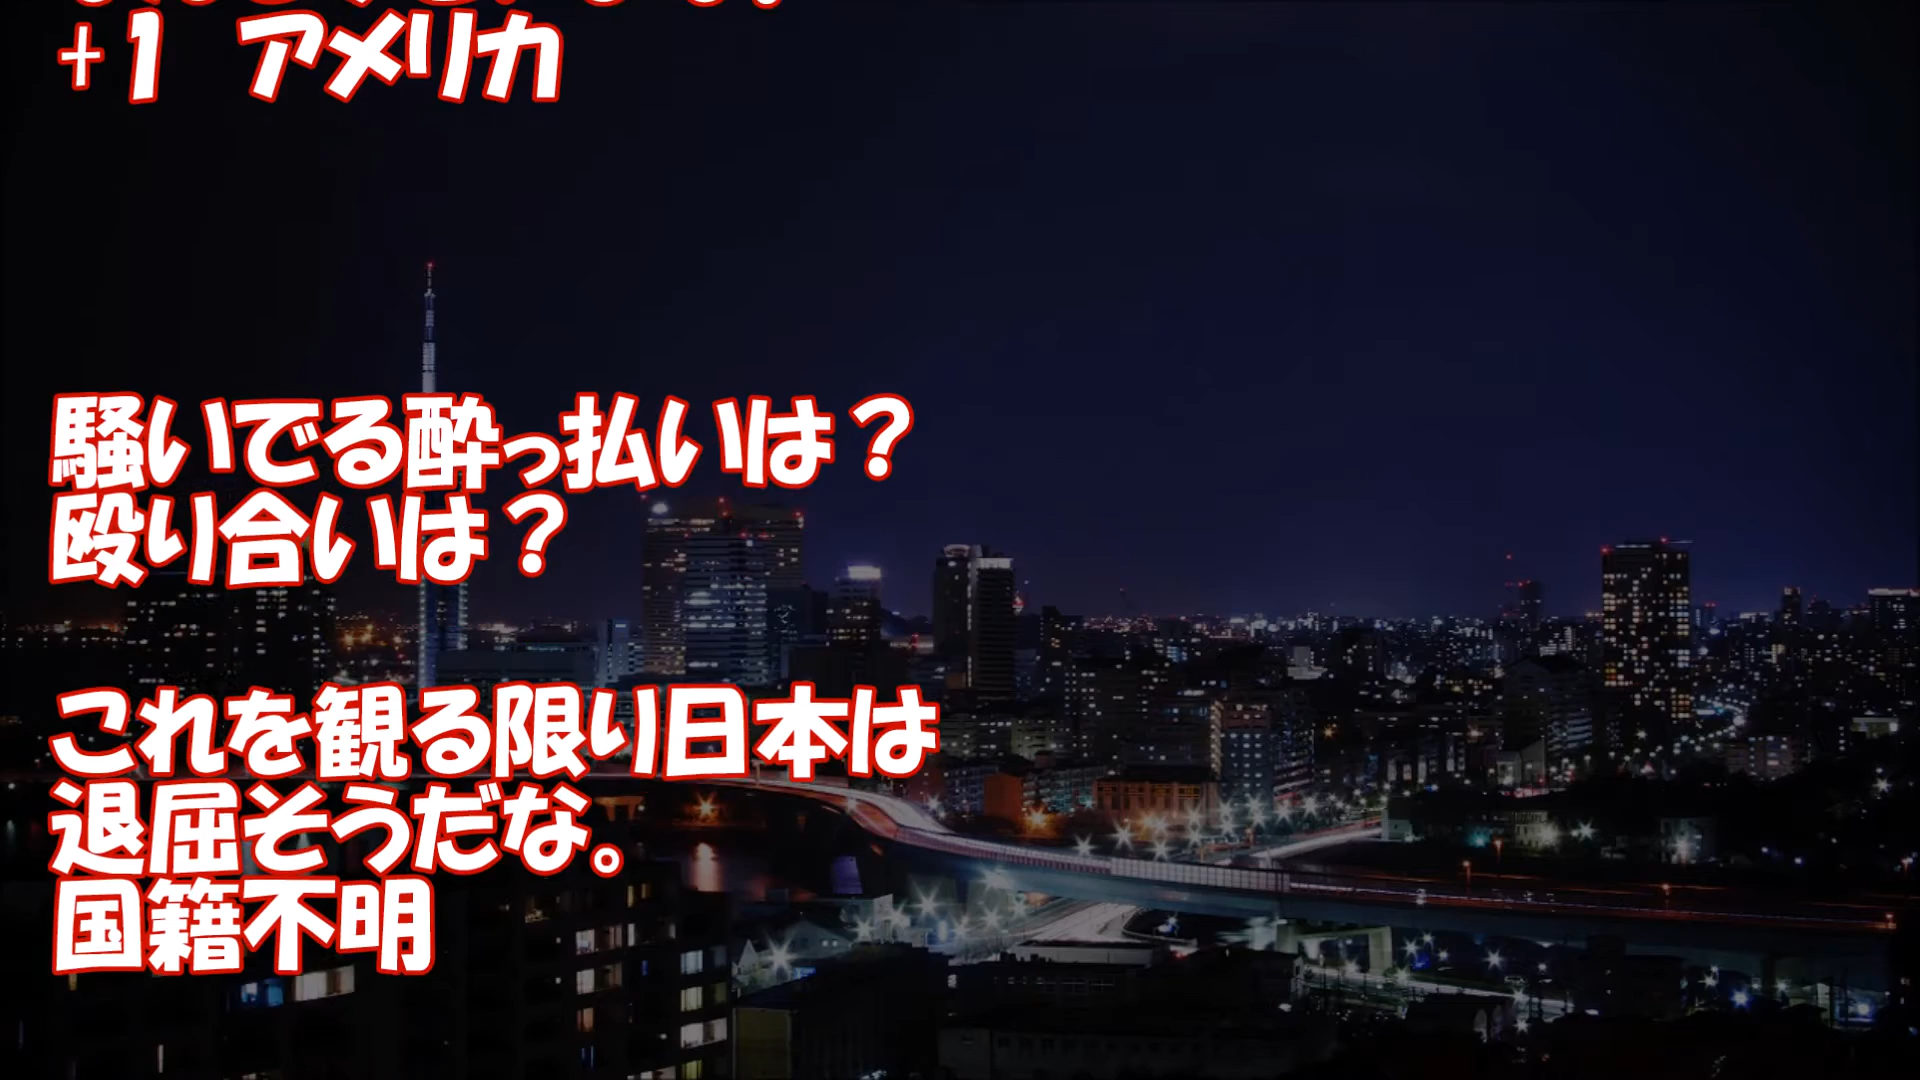 +1 アメリカ
騒いでる酔っ払いは？
殴り合いは？
これを観る限り日本は
退屈そうだな。
国籍不明